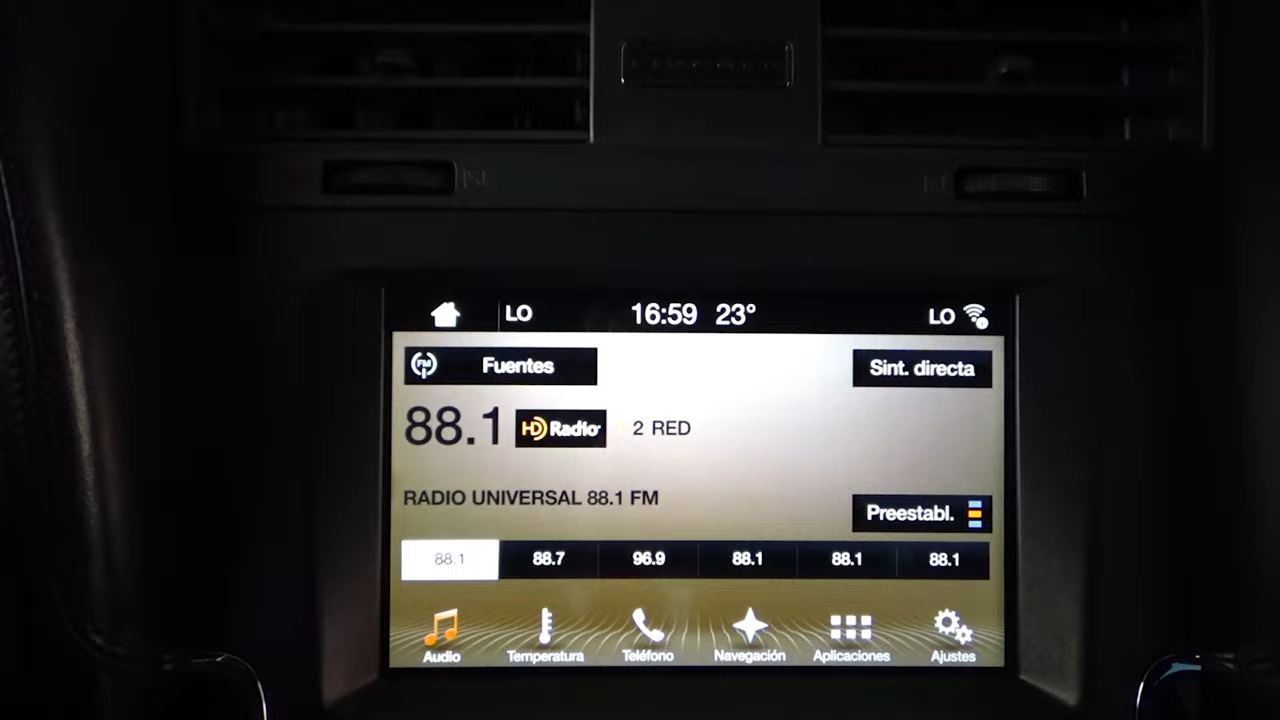 LO 16:59 23° LO
FM Fuentes
Sint. directa
88.1 HD Radio 2 RED
RADIO UNIVERSAL 88.1 FM
Preestabl.
88.1 88.7 96.9 88.1 88.1 88.1
Audio Temperatura Teléfono Navegación Aplicaciones Ajustes